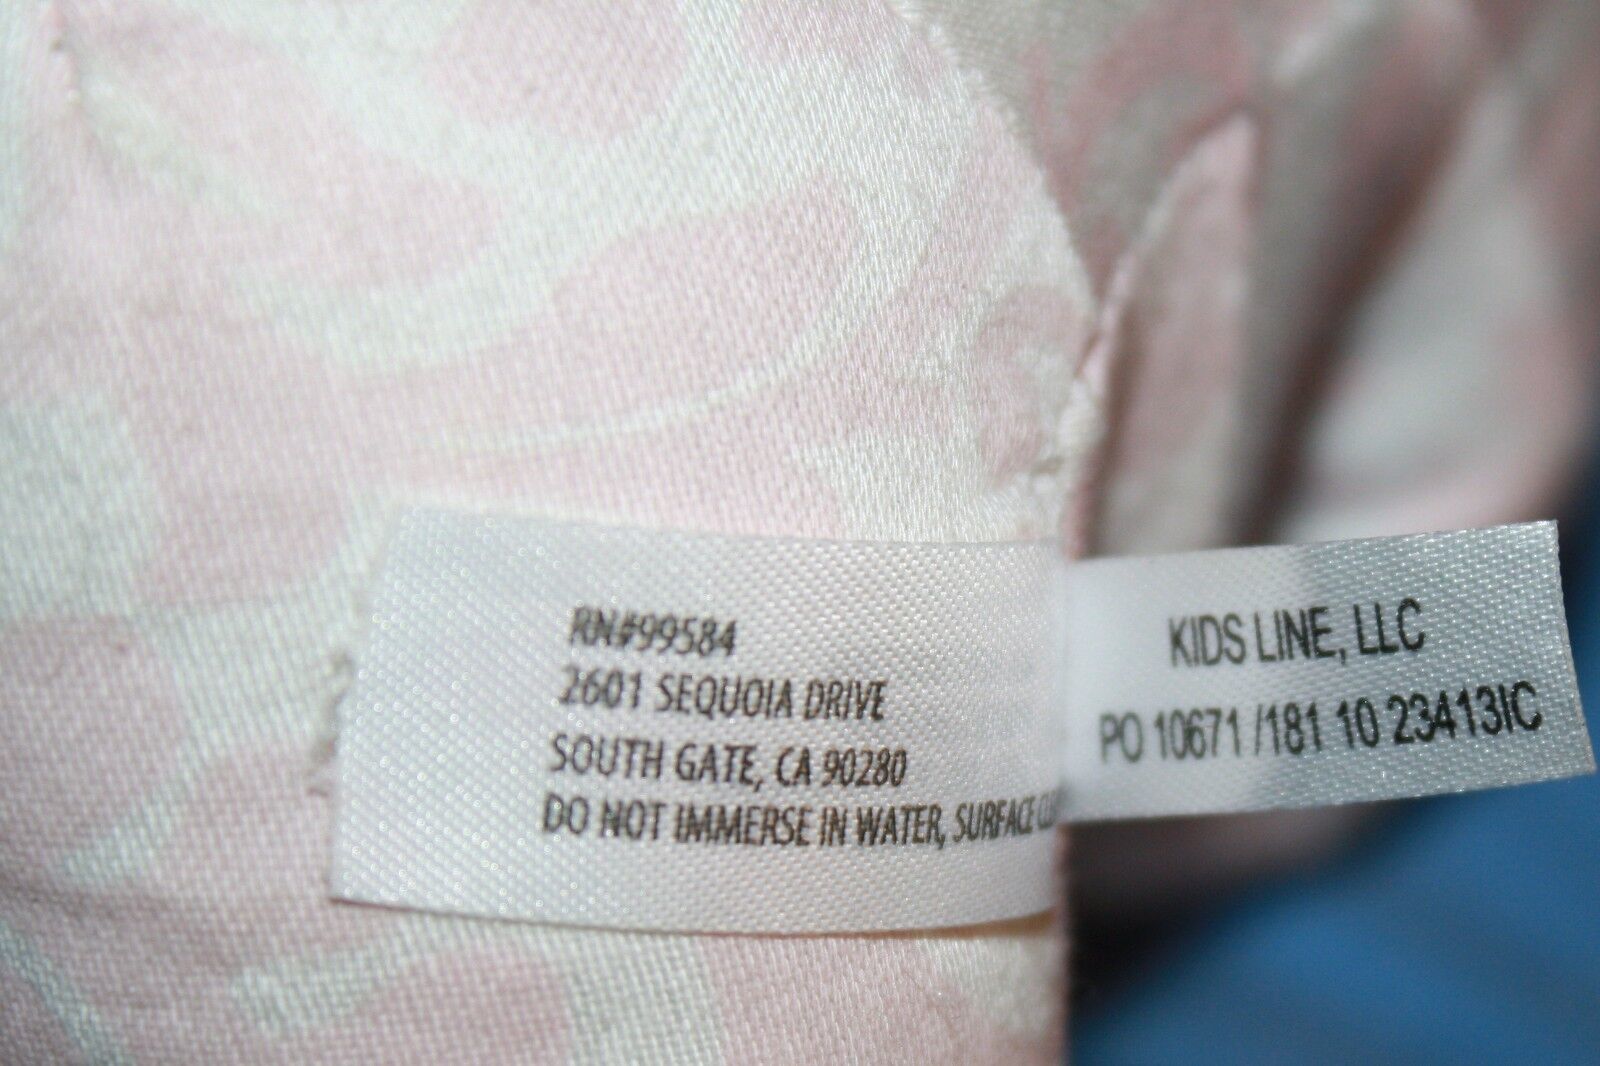 RN#99584
2601 SEQUOIA DRIVE
SOUTH GATE, CA 90280
DO NOT IMMERSE IN WATER, SURFACE
KIDS LINE, LLC
PO 10671 /181 10 23413IC